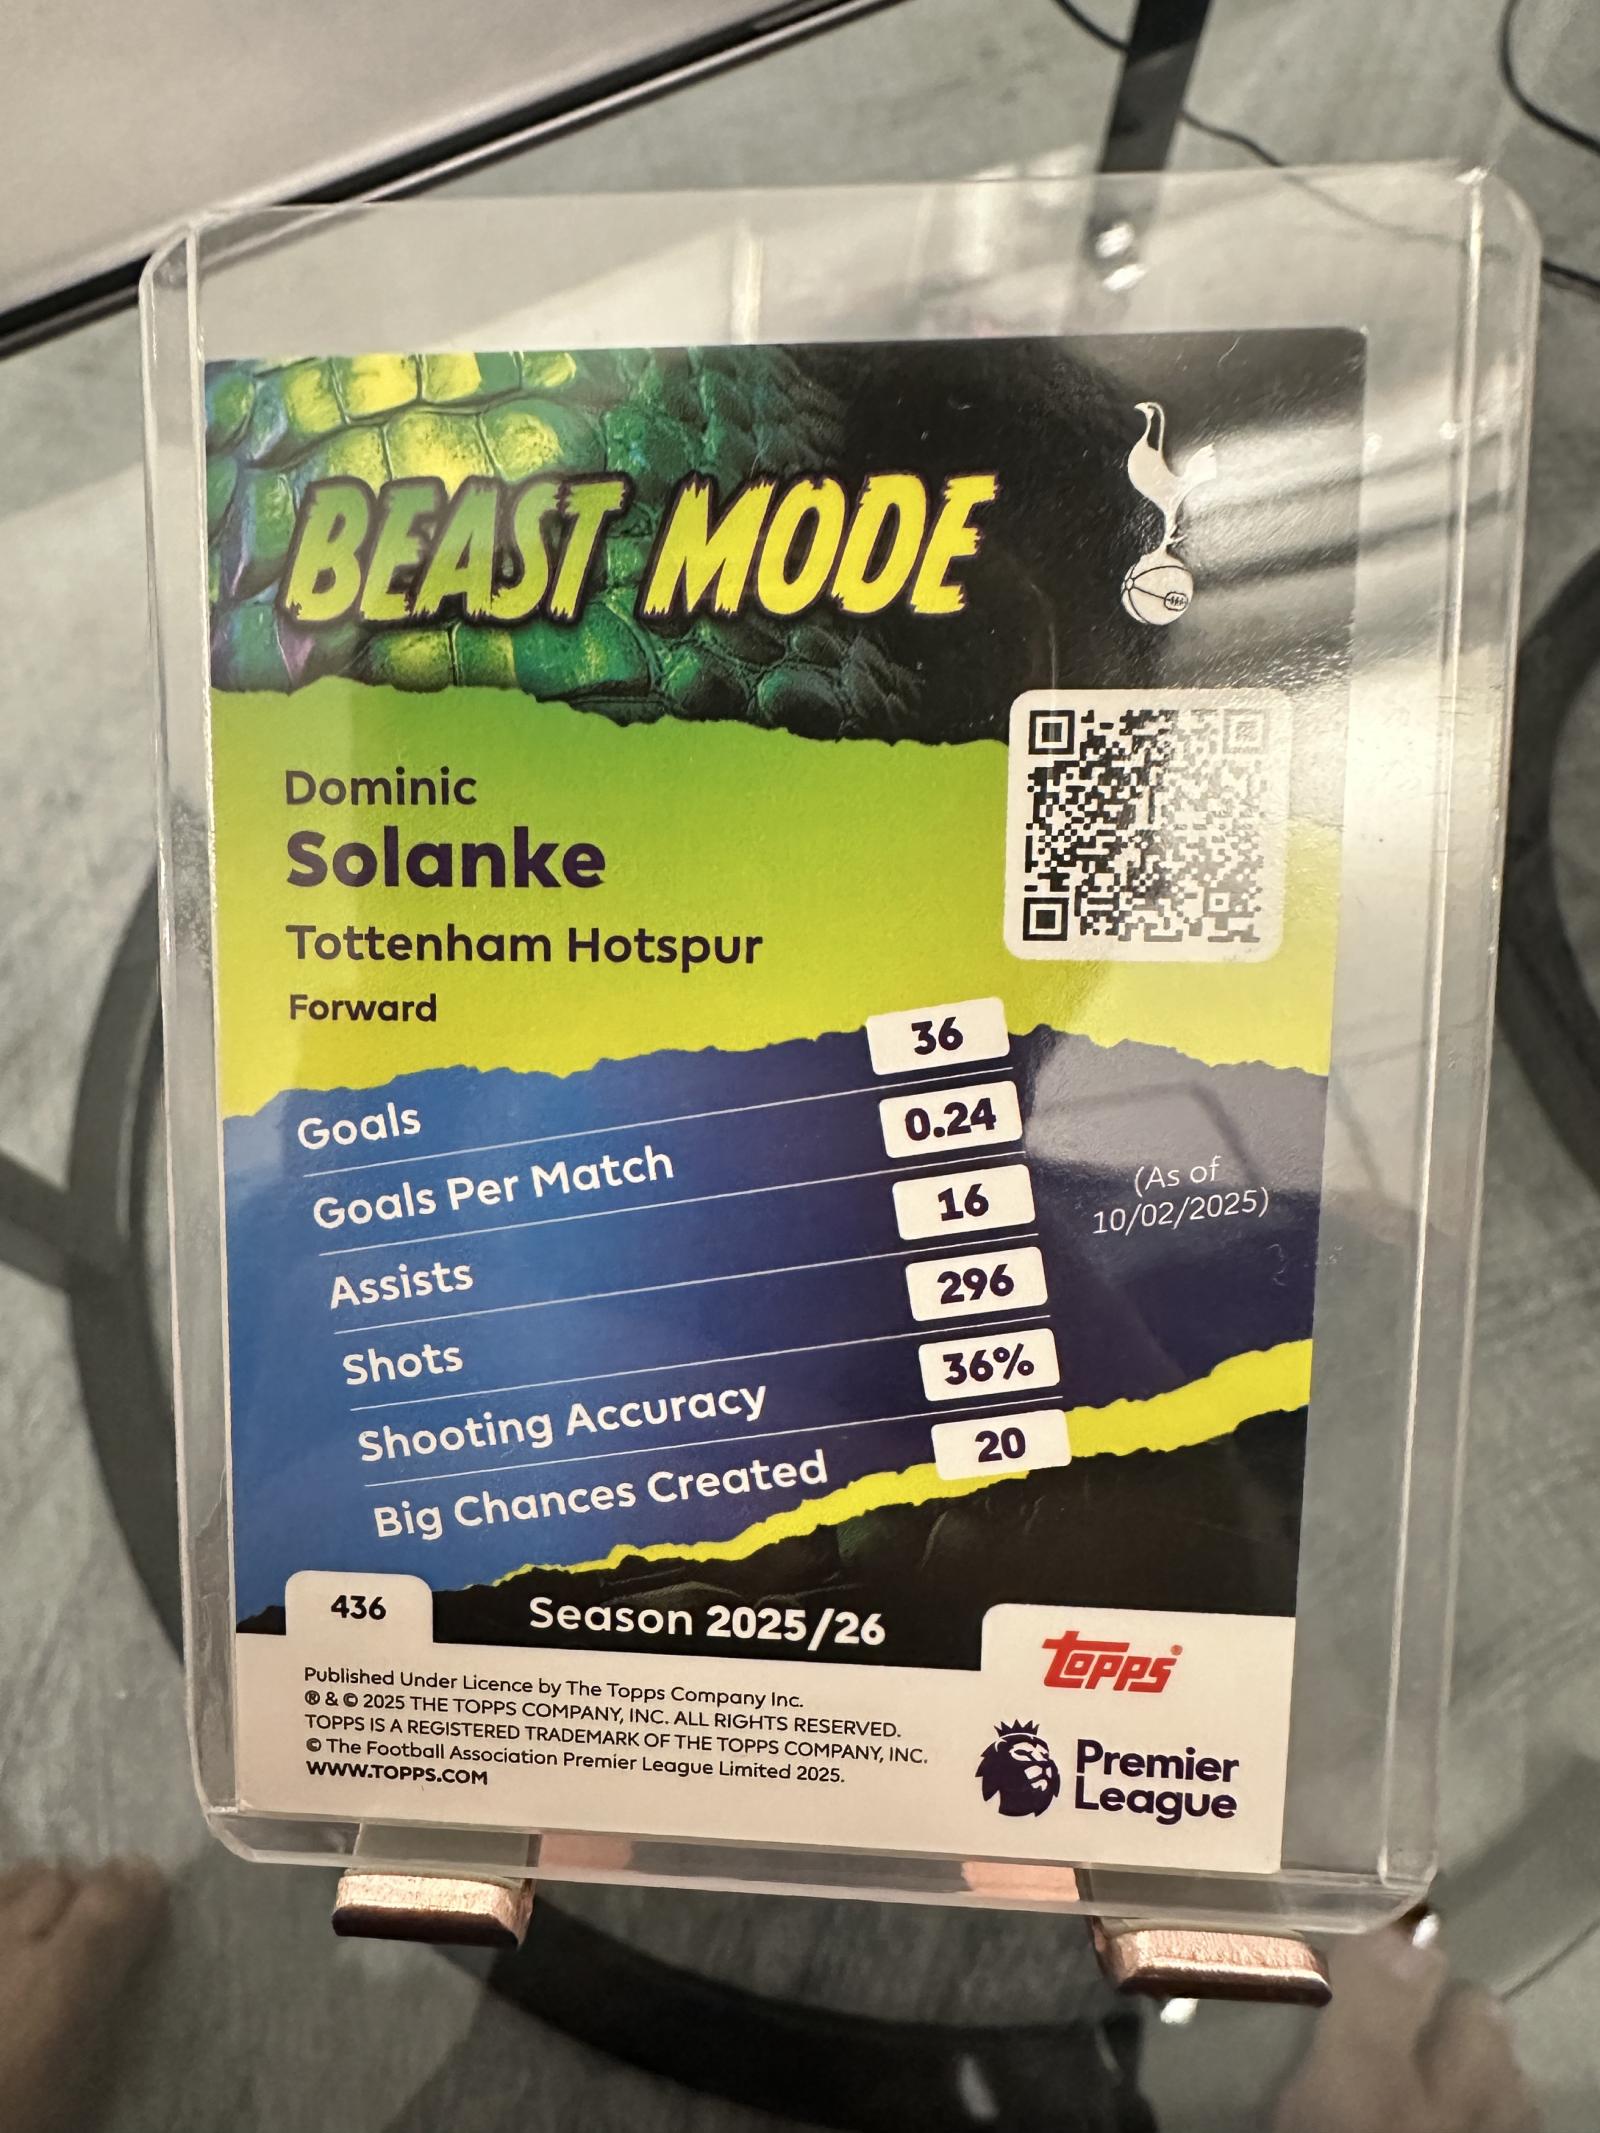 BEAST MODE
Dominic
Solanke
Tottenham Hotspur
Forward
Goals 36
Goals Per Match 0.24
Assists 16
Shots 296
Shooting Accuracy 36%
Big Chances Created 20
(As of
10/02/2025)
436
Season 2025/26
Published Under Licence by The Topps Company Inc.
® & © 2025 THE TOPPS COMPANY, INC. ALL RIGHTS RESERVED.
TOPPS IS A REGISTERED TRADEMARK OF THE TOPPS COMPANY, INC.
© The Football Association Premier League Limited 2025.
WWW.TOPPS.COM
topps®
Premier
League